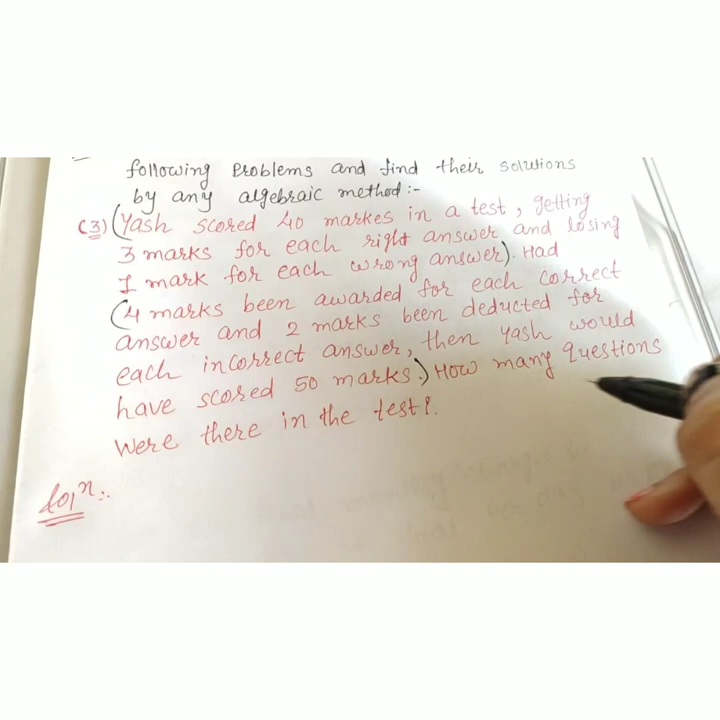 following Problems and find their solutions
by any algebraic method:-
(3) (Yash scored 40 markes in a test, getting
3 marks for each right answer and losing
1 mark for each wrong answer). Had
(4 marks been awarded for each correct
answer and 2 marks been deducted for
each incorrect answer, then Yash would
have scored 50 marks.) How many Questions
Were there in the test?
Solⁿ:.